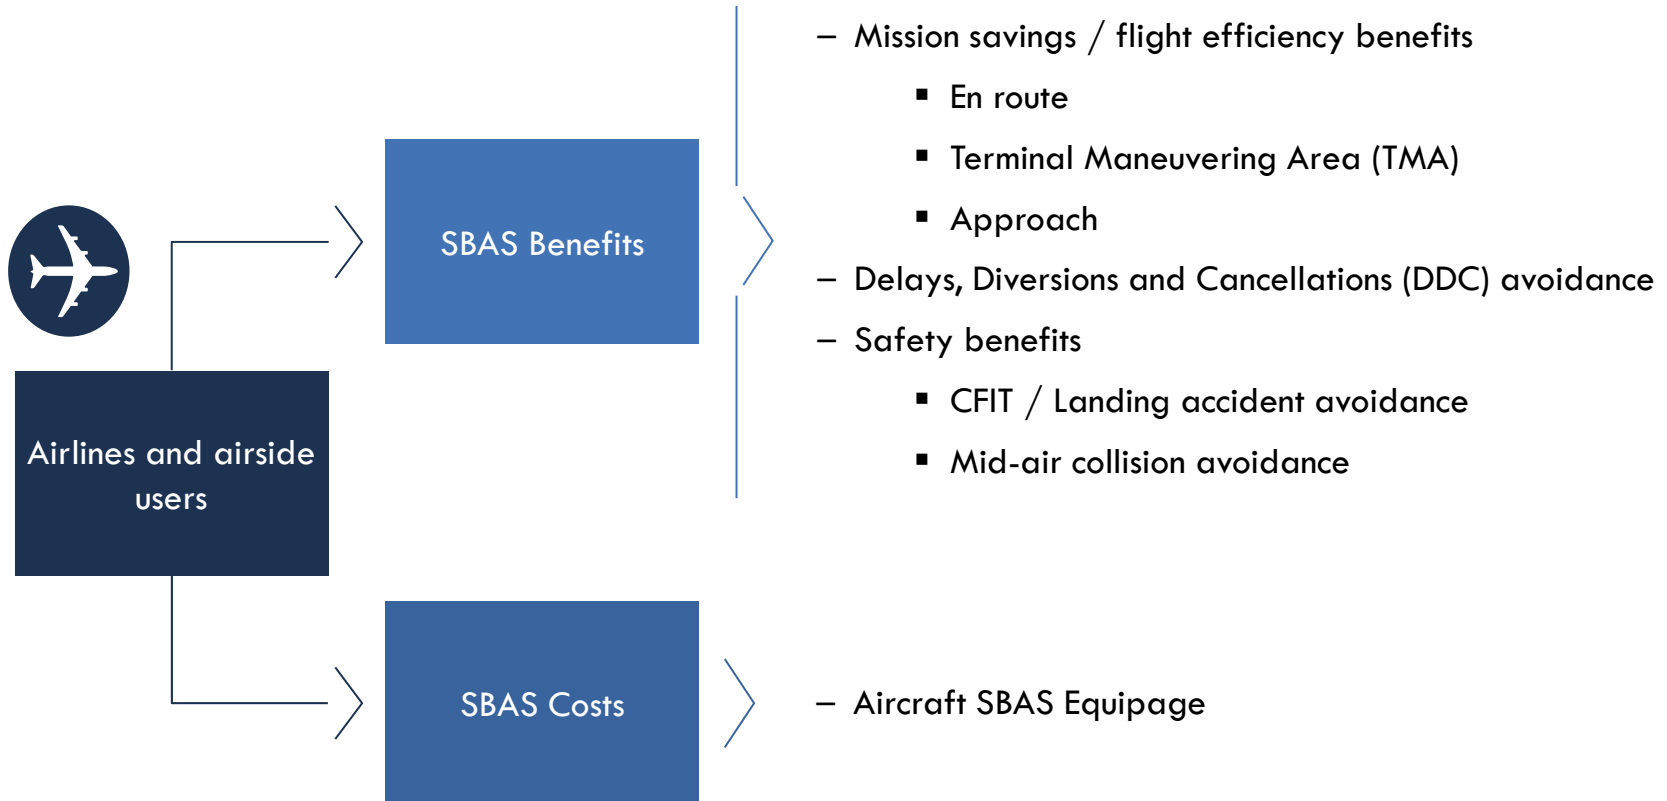 Airlines and airside
users
SBAS Benefits
– Mission savings / flight efficiency benefits
▪ En route
▪ Terminal Maneuvering Area (TMA)
▪ Approach
– Delays, Diversions and Cancellations (DDC) avoidance
– Safety benefits
▪ CFIT / Landing accident avoidance
▪ Mid-air collision avoidance
SBAS Costs
– Aircraft SBAS Equipage